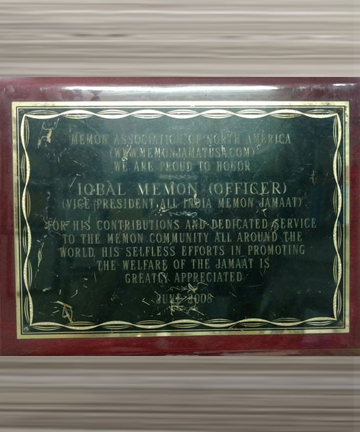 MEMON ASSOCIATION OF NORTH AMERICA
(WWW.MEMONJAMATUSA.COM)
WE ARE PROUD TO HONOR
IQBAL MEMON (OFFICER)
(VICE PRESIDENT ALL INDIA MEMON JAMAAT)
FOR HIS CONTRIBUTIONS AND DEDICATED SERVICE
TO THE MEMON COMMUNITY ALL AROUND THE
WORLD. HIS SELFLESS EFFORTS IN PROMOTING
THE WELFARE OF THE JAMAAT IS
GREATLY APPRECIATED
JUNE 2008